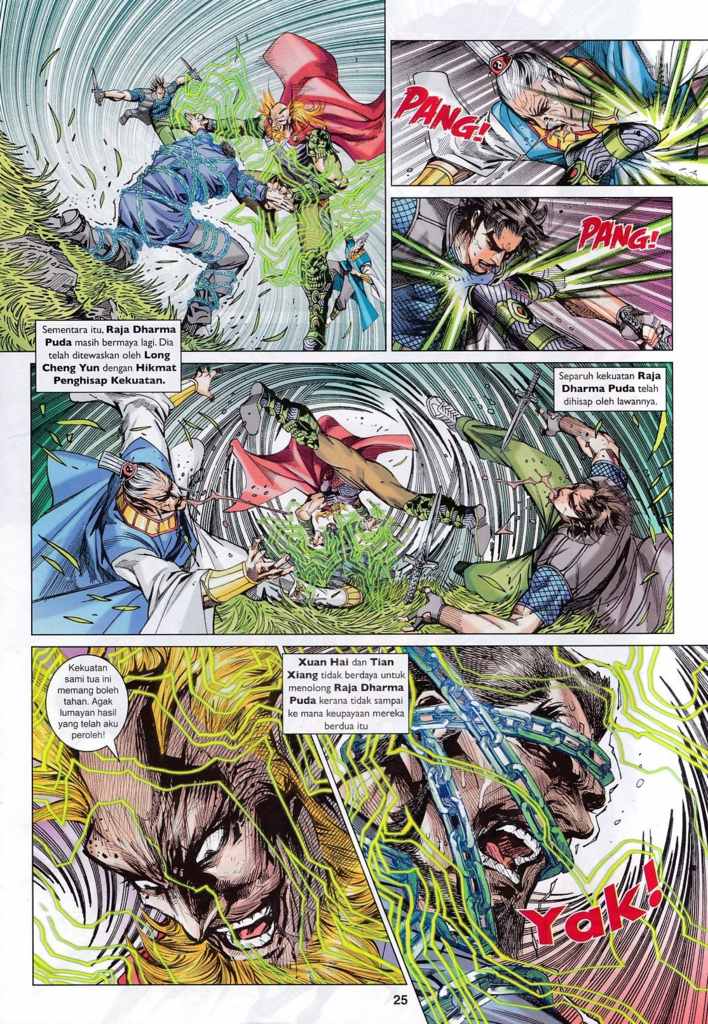 PANG!
PANG!
Sementara itu, Raja Dharma
Puda masih bermaya lagi. Dia
telah ditewaskan oleh Long
Cheng Yun dengan Hikmat
Penghisap Kekuatan.
Separuh kekuatan Raja
Dharma Puda telah
dihisap oleh lawannya.
Kekuatan
sami tua ini
memang boleh
tahan. Agak
lumayan hasil
yang telah aku
peroleh!
Xuan Hai dan Tian
Xiang tidak berdaya untuk
menolong Raja Dharma
Puda kerana tidak sampai
ke mana keupayaan mereka
berdua itu
Yak!
25